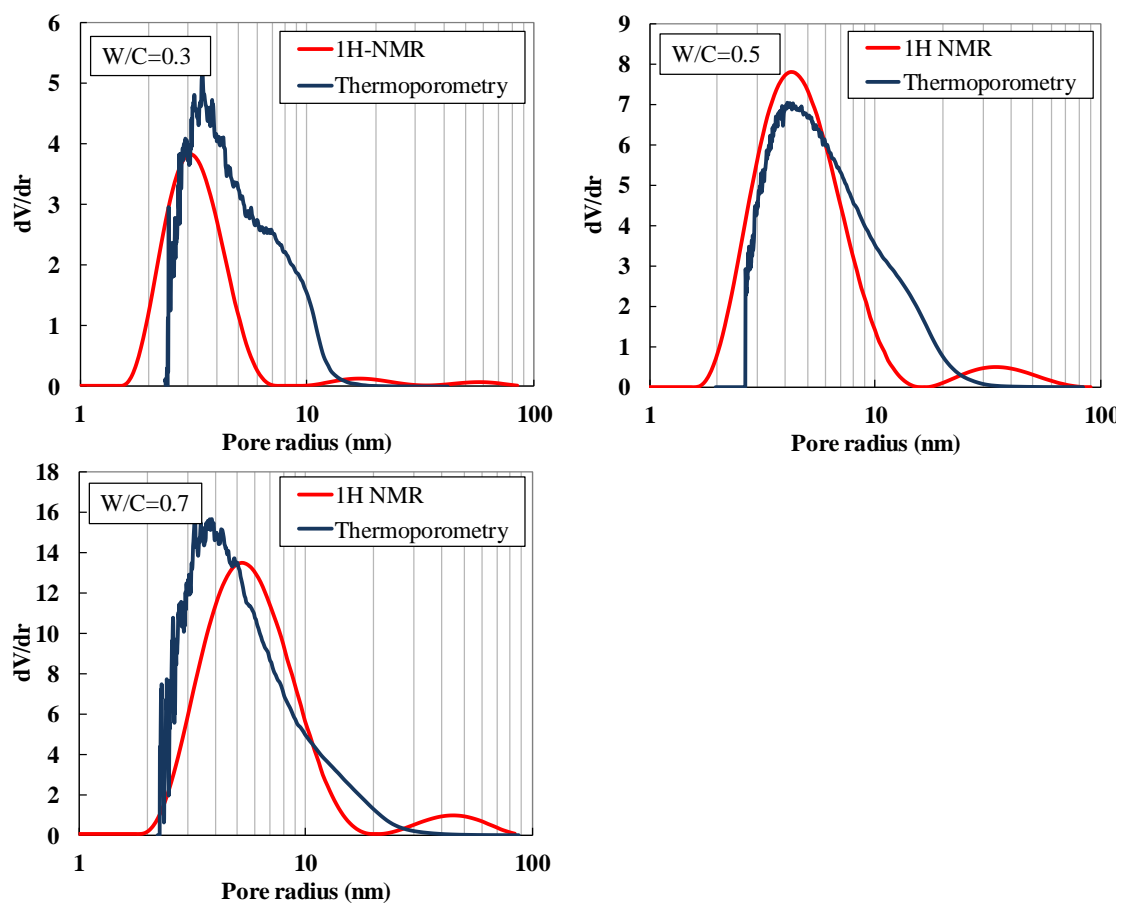 W/C=0.3
1H-NMR
Thermoporometry
dV/dr
6
5
4
3
2
1
0
1
10
100
Pore radius (nm)
W/C=0.5
1H NMR
Thermoporometry
dV/dr
9
8
7
6
5
4
3
2
1
0
1
10
100
Pore radius (nm)
W/C=0.7
1H NMR
Thermoporometry
dV/dr
18
16
14
12
10
8
6
4
2
0
1
10
100
Pore radius (nm)